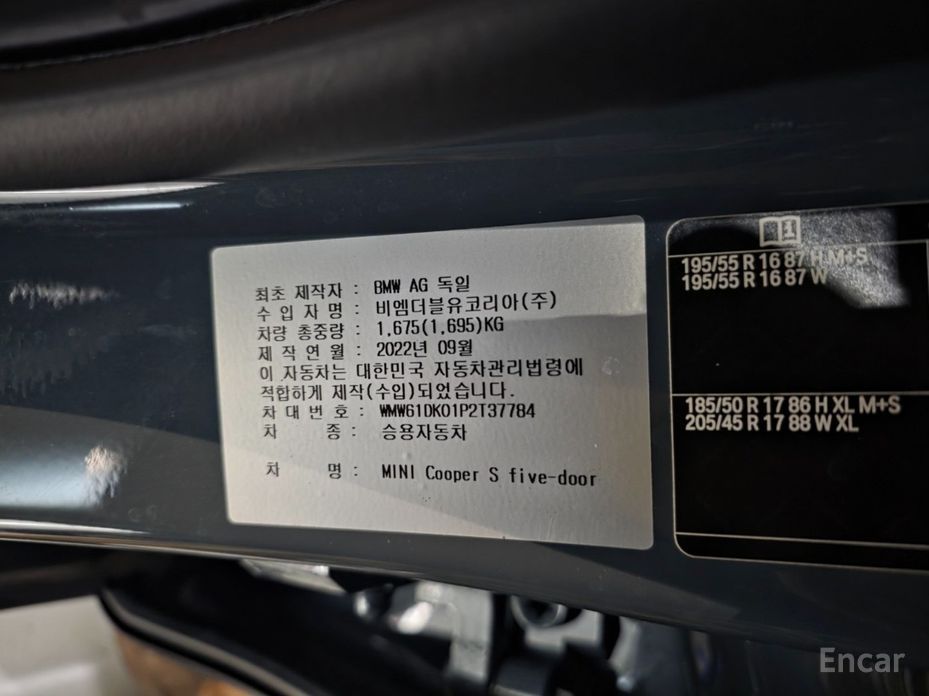 최초 제작자 : BMW AG 독일
수 입 자 명 : 비엠더블유코리아(주)
차량 총중량 : 1,675(1,695)KG
제 작 연 월 : 2022년 09월
이 자동차는 대한민국 자동차관리법령에
적합하게 제작(수입)되었습니다.
차 대 번 호 : WMW61DK01P2T37784
차 종 : 승용자동차
차 명 : MINI Cooper S five-door
1
195/55 R 16 87 H M+S
195/55 R 16 87 W
185/50 R 17 86 H XL M+S
205/45 R 17 88 W XL
Encar